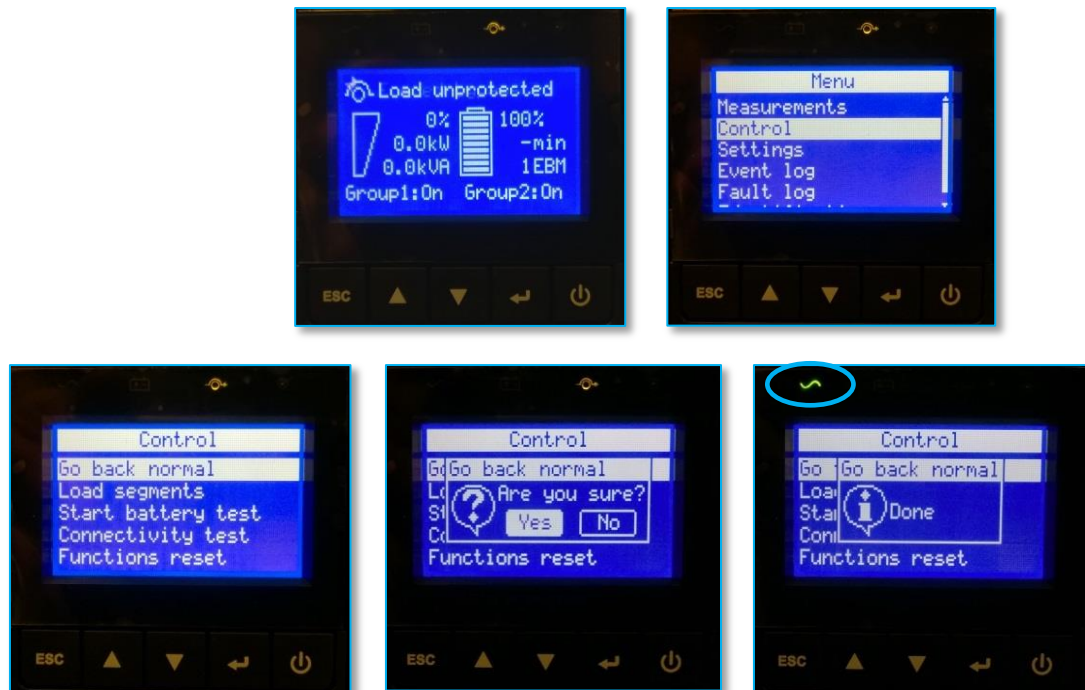 Load unprotected
0% 100%
0.0kW -min
0.0kVA 1EBM
Group1:On Group2:On
ESC
Menu
Measurements
Control
Settings
Event log
Fault log
ESC
Control
Go back normal
Load segments
Start battery test
Connectivity test
Functions reset
ESC
Control
Go back normal
Are you sure?
Yes No
Functions reset
ESC
Control
Go back normal
Done
Functions reset
ESC